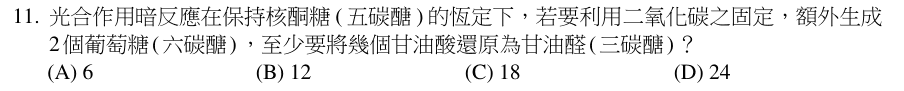 11. 光合作用暗反應在保持核酮糖(五碳醣)的恆定下，若要利用二氧化碳之固定，額外生成
2個葡萄糖(六碳醣)，至少要將幾個甘油酸還原為甘油醛(三碳醣)？
(A) 6 (B) 12 (C) 18 (D) 24